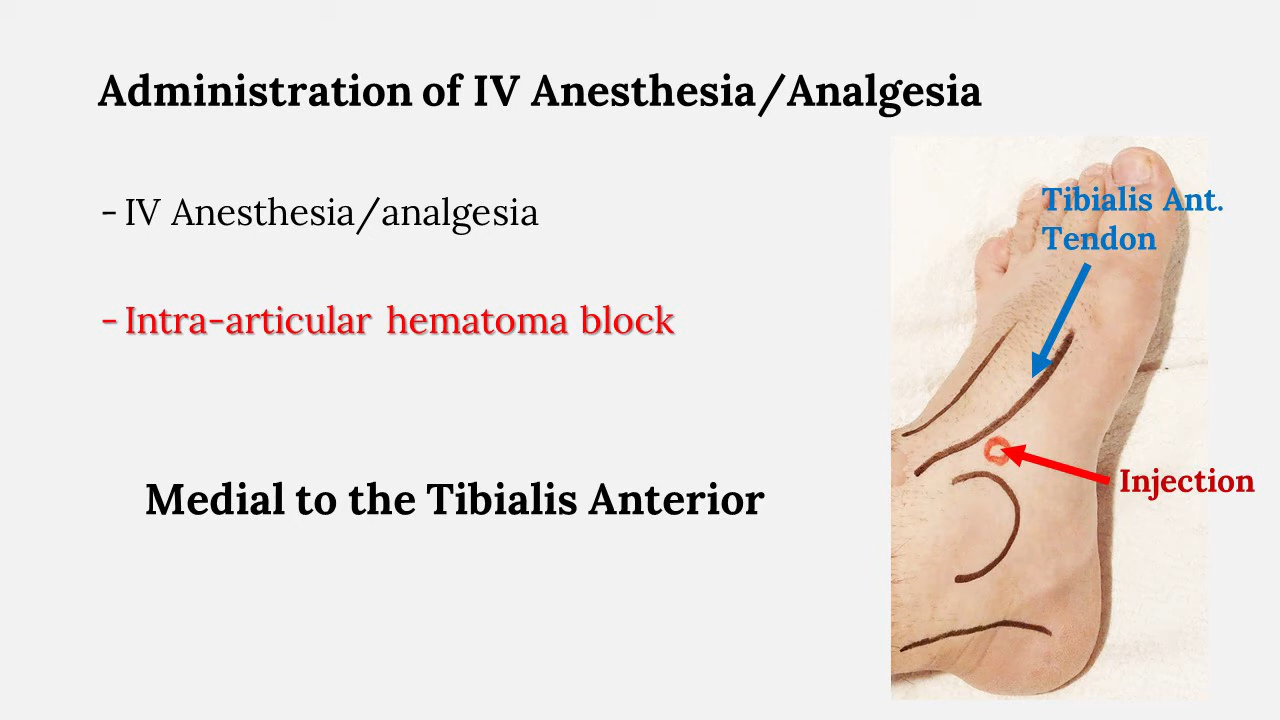 Administration of IV Anesthesia/Analgesia
- IV Anesthesia/analgesia
- Intra-articular hematoma block
Medial to the Tibialis Anterior
Tibialis Ant.
Tendon
Injection